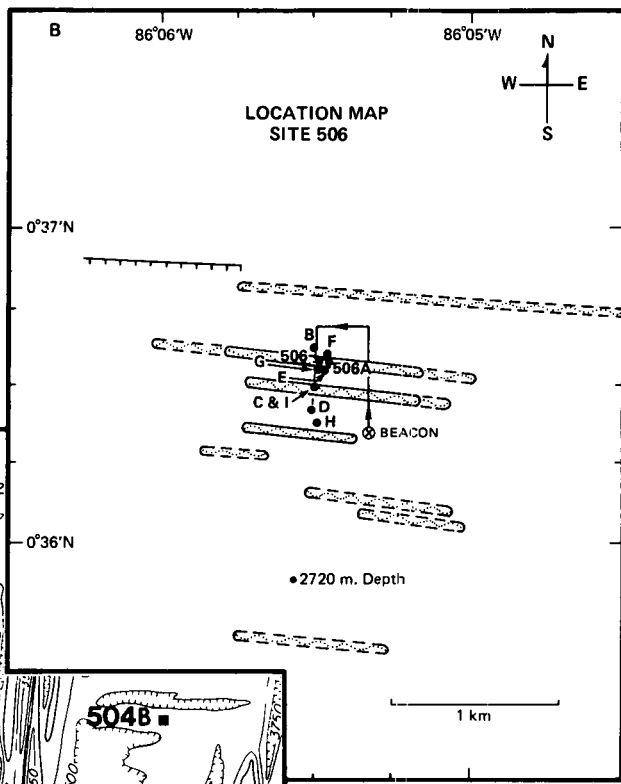 B
86°06'W
86°05'W
N
W E
S
LOCATION MAP
SITE 506
0°37'N
B
F
506
506A
G
E
C & I
D
H
BEACON
0°36'N
2720 m. Depth
1 km
504B
3750